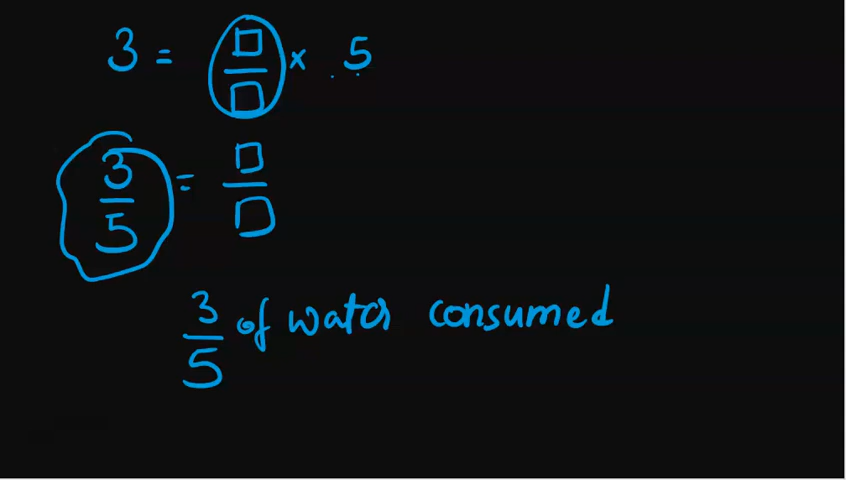 3 = □/□ × 5
3/5 = □/□
3/5 of water consumed